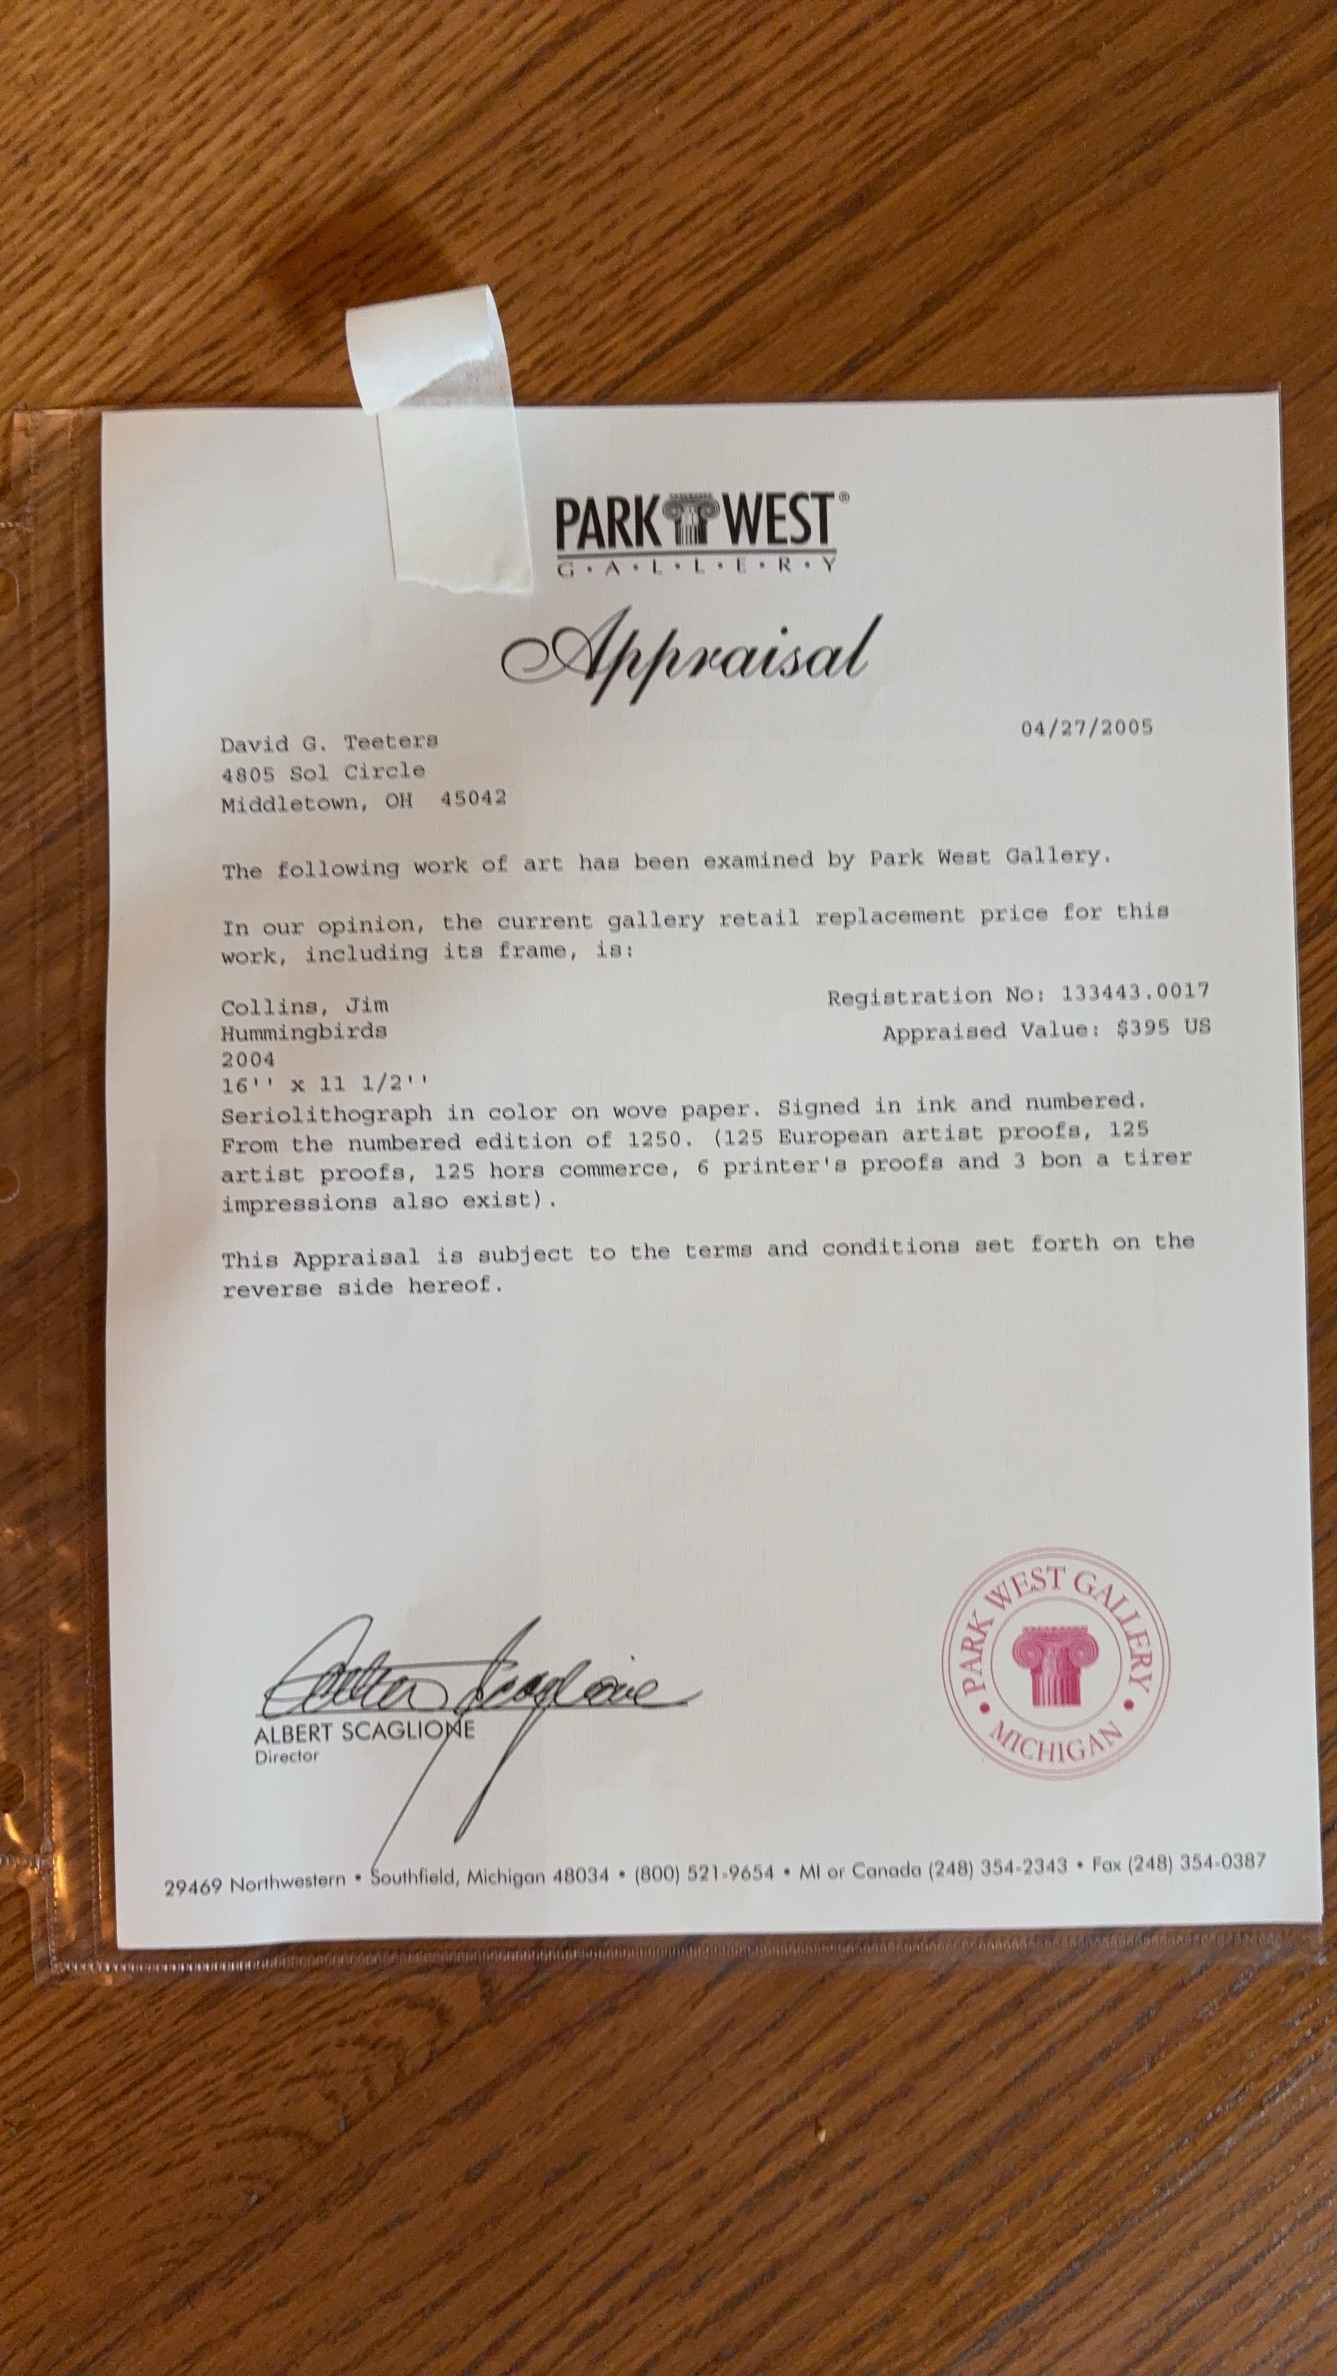 PARK WEST®
G•A•L•L•E•R•Y
Appraisal
04/27/2005
David G. Teeters
4805 Sol Circle
Middletown, OH 45042
The following work of art has been examined by Park West Gallery.
In our opinion, the current gallery retail replacement price for this
work, including its frame, is:
Collins, Jim
Hummingbirds
2004
16'' x 11 1/2''
Registration No: 133443.0017
Appraised Value: $395 US
Seriolithograph in color on wove paper. Signed in ink and numbered.
From the numbered edition of 1250. (125 European artist proofs, 125
artist proofs, 125 hors commerce, 6 printer's proofs and 3 bon a tirer
impressions also exist).
This Appraisal is subject to the terms and conditions set forth on the
reverse side hereof.
Albert Scaglione
ALBERT SCAGLIONE
Director
• PARK WEST GALLERY • MICHIGAN
29469 Northwestern • Southfield, Michigan 48034 • (800) 521-9654 • MI or Canada (248) 354-2343 • Fax (248) 354-0387